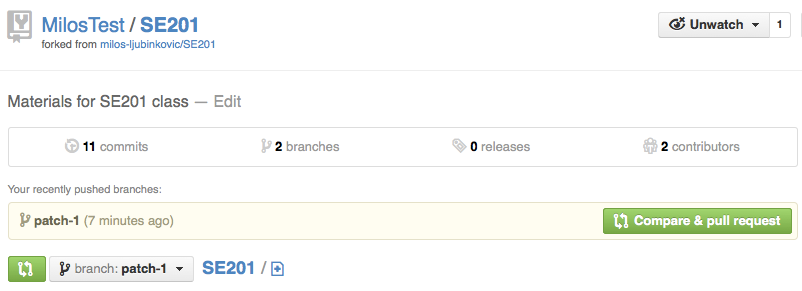 MilosTest / SE201
Unwatch 1
forked from milos-ljubinkovic/SE201
Materials for SE201 class — Edit
11 commits 2 branches 0 releases 2 contributors
Your recently pushed branches:
patch-1 (7 minutes ago) Compare & pull request
branch: patch-1 SE201 /